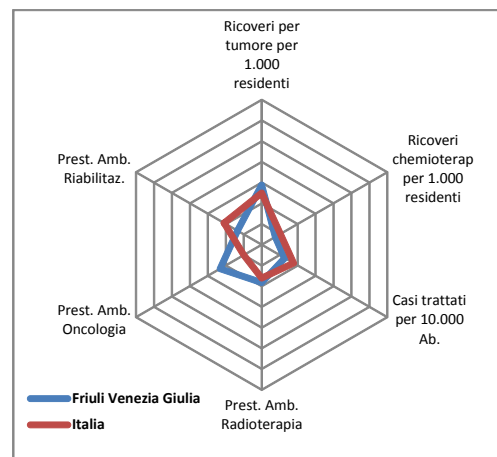 Ricoveri per
tumore per
1.000
residenti
Ricoveri
chemioterap
per 1.000
residenti
Casi trattati
per 10.000
Ab.
Prest. Amb.
Radioterapia
Prest. Amb.
Oncologia
Prest. Amb.
Riabilitaz.
Friuli Venezia Giulia
Italia